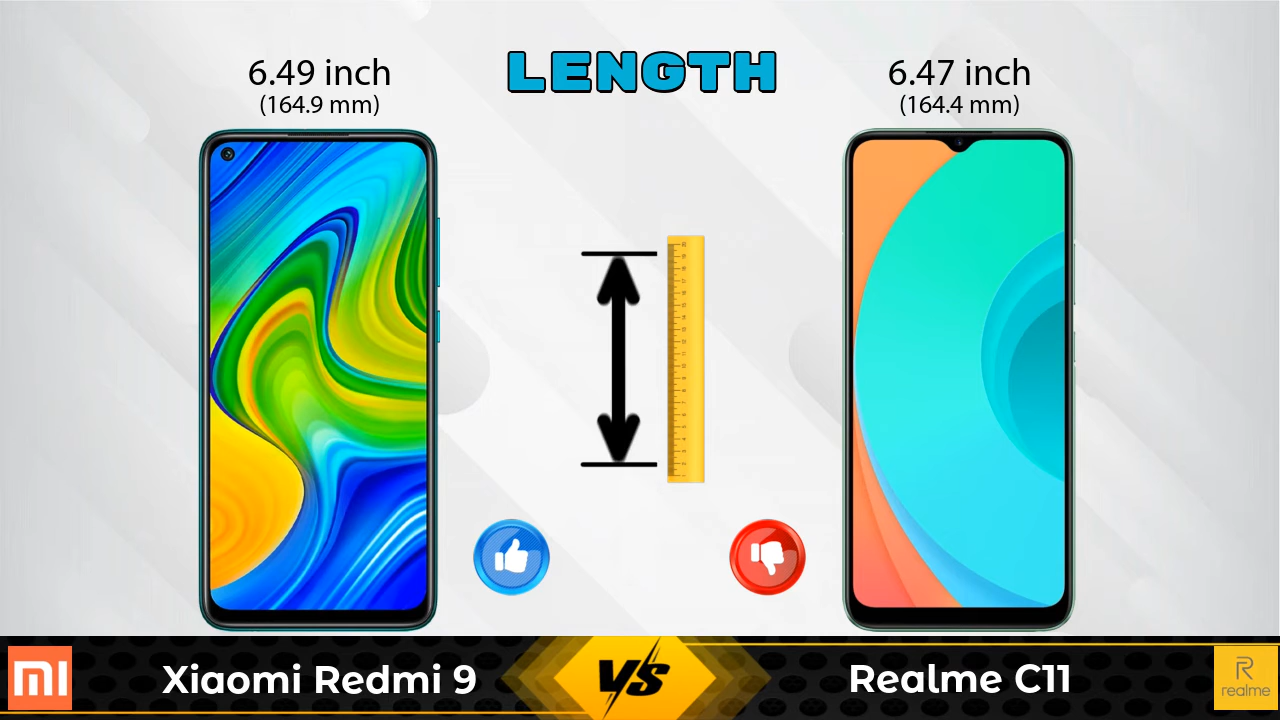 LENGTH
6.49 inch
(164.9 mm)
6.47 inch
(164.4 mm)
MI
Xiaomi Redmi 9
VS
Realme C11
R
realme